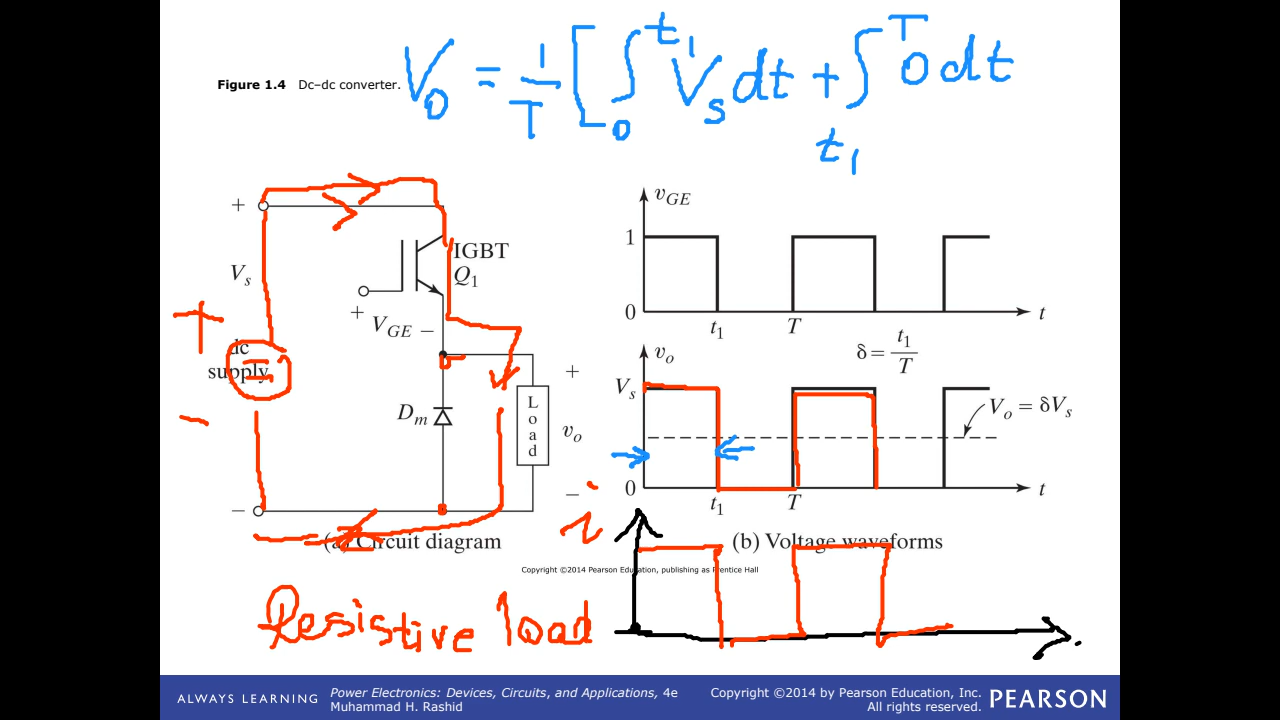 V₀ = 1/T [∫₀^t₁ Vₛ dt + ∫_t₁^T 0 dt
Figure 1.4 Dc–dc converter.
+
Vs
+
dc
supply
−
−
IGBT
Q1
+
VGE −
Dm
Load
+
vo
−
(a) Circuit diagram
vGE
1
0
t1
T
t
δ = t1/T
vo
Vs
Vo = δVs
0
t1
T
t
(b) Voltage waveforms
i
Copyright ©2014 Pearson Education, publishing as Prentice Hall
Resistive load
ALWAYS LEARNING
Power Electronics: Devices, Circuits, and Applications, 4e
Muhammad H. Rashid
Copyright ©2014 by Pearson Education, Inc.
All rights reserved.
PEARSON